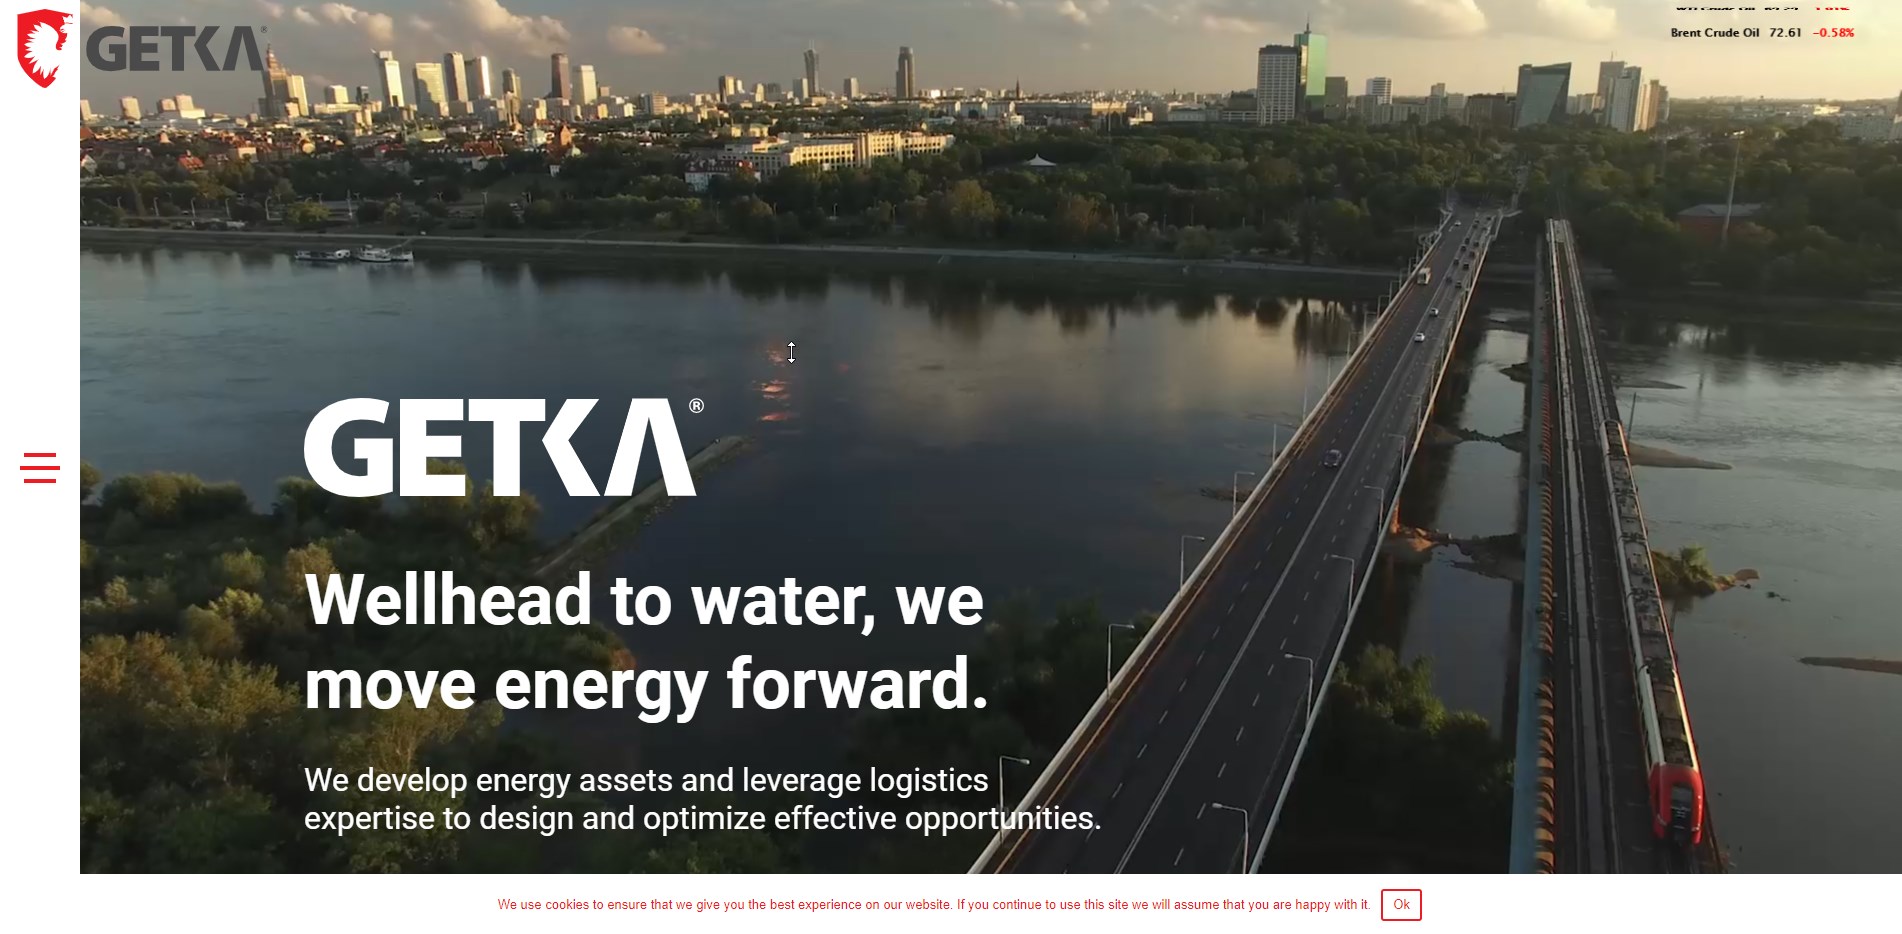 GETKA®
Brent Crude Oil 72.61 −0.58%
GETKA®
Wellhead to water, we
move energy forward.
We develop energy assets and leverage logistics
expertise to design and optimize effective opportunities.
We use cookies to ensure that we give you the best experience on our website. If you continue to use this site we will assume that you are happy with it.
Ok